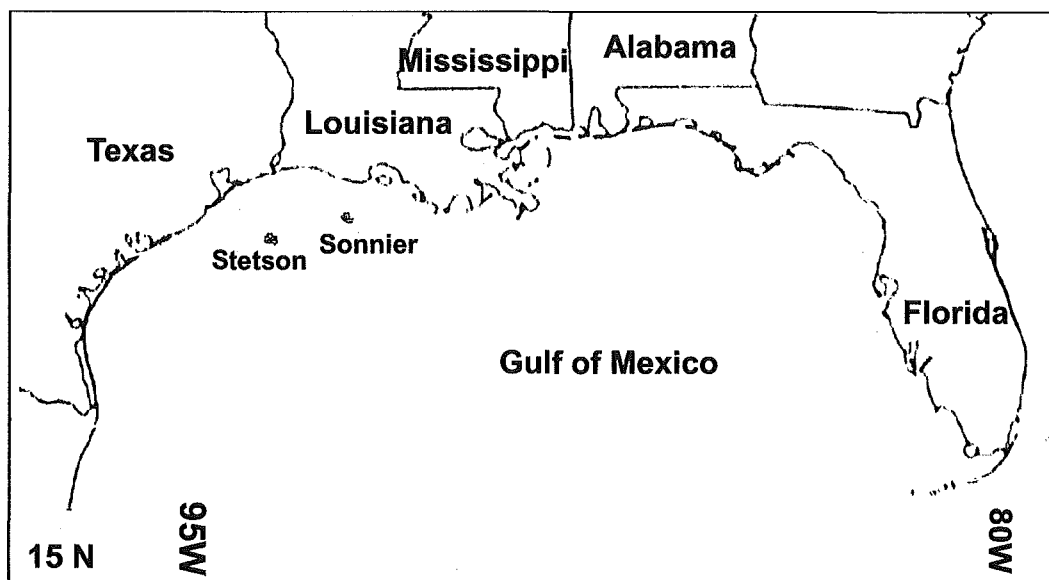 Mississippi
Alabama
Louisiana
Texas
Sonnier
Stetson
Florida
Gulf of Mexico
95W
80W
15 N